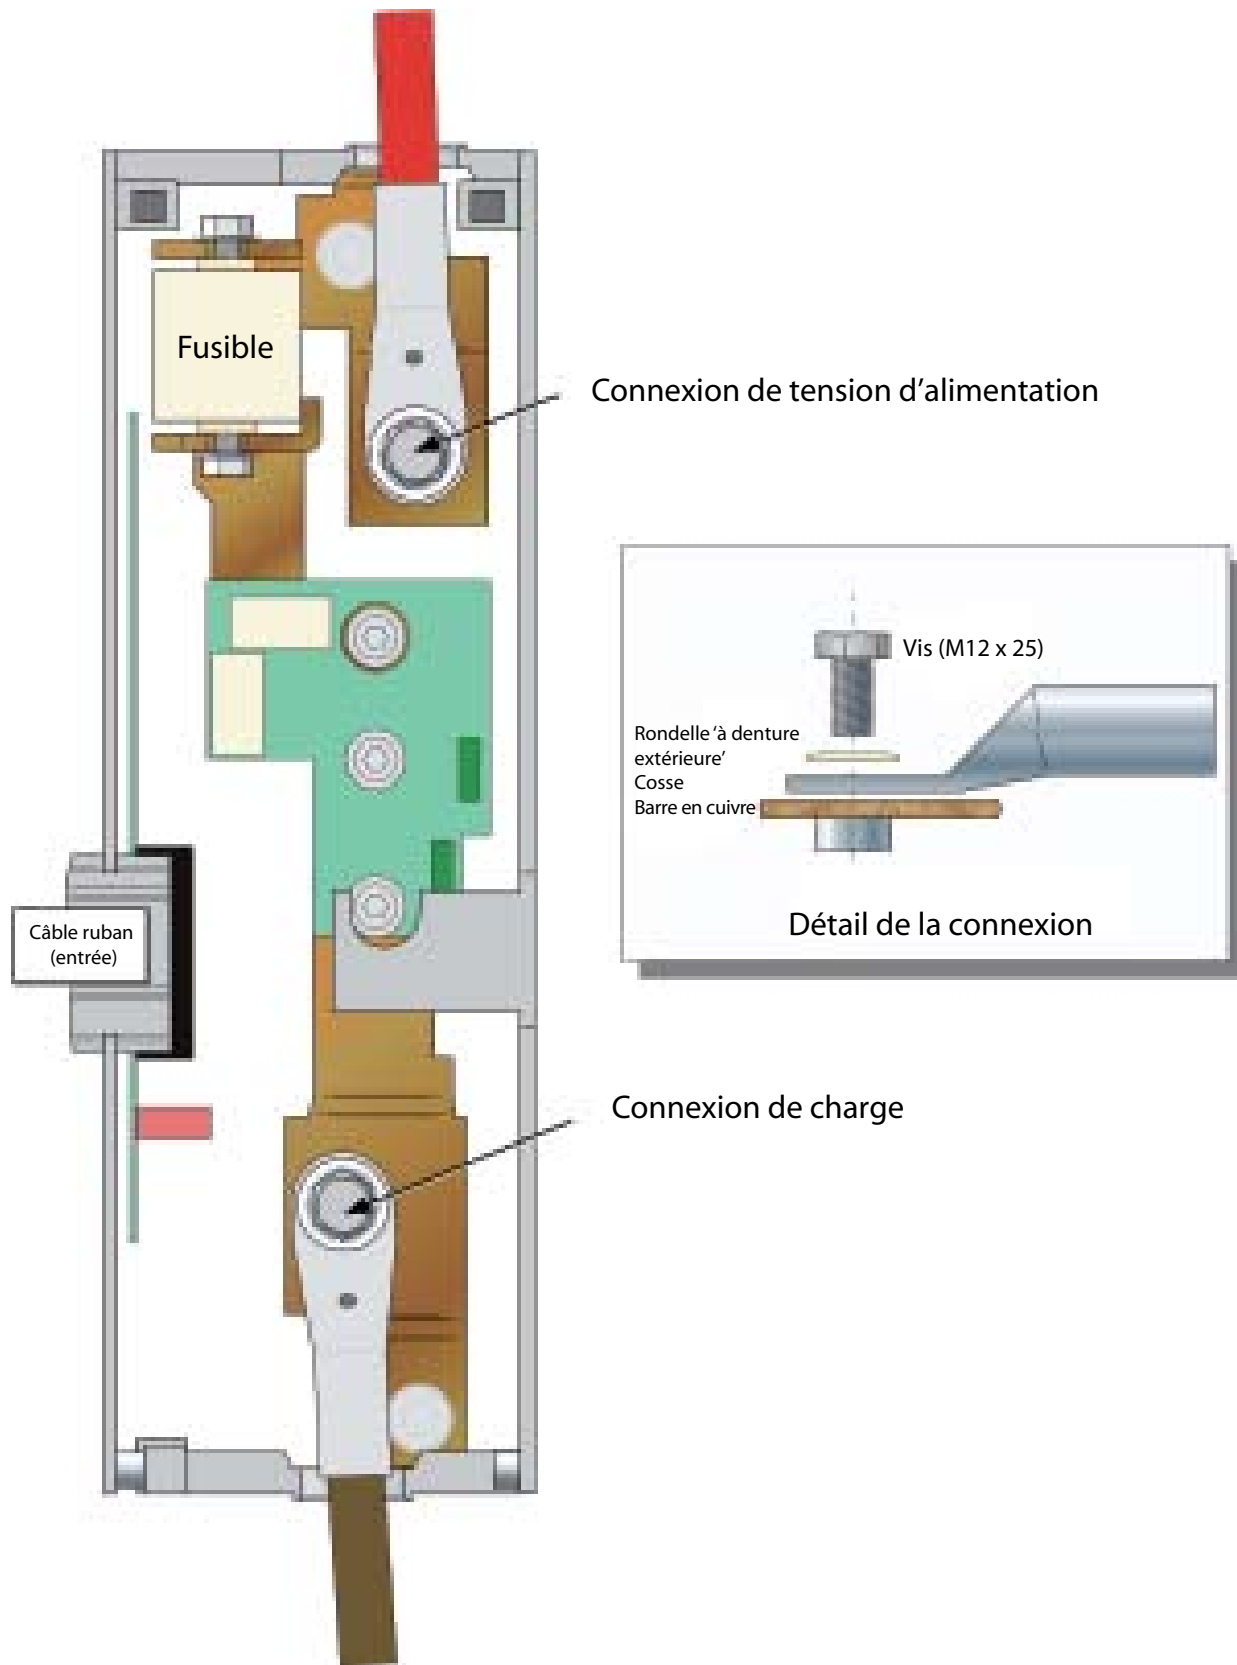 Fusible
Connexion de tension d’alimentation
Vis (M12 x 25)
Rondelle ‘à denture
extérieure’
Cosse
Barre en cuivre
Détail de la connexion
Câble ruban
(entrée)
Connexion de charge